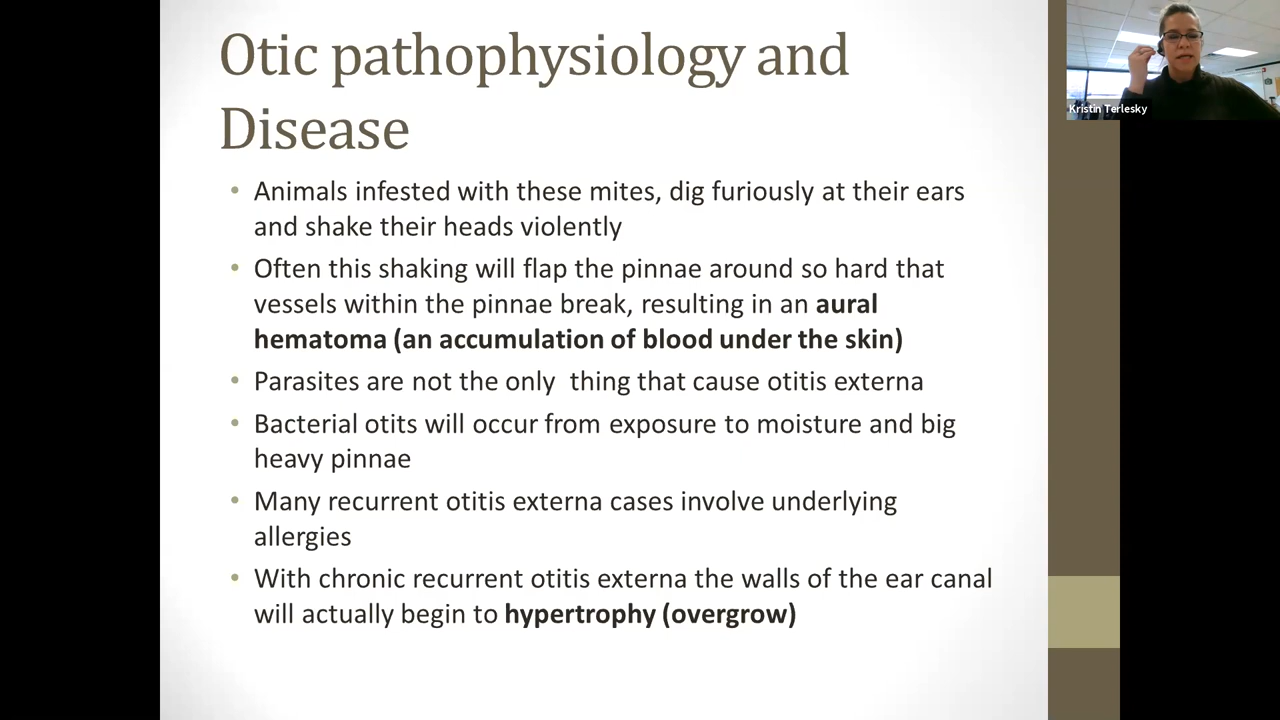 Otic pathophysiology and
Disease
• Animals infested with these mites, dig furiously at their ears
and shake their heads violently
• Often this shaking will flap the pinnae around so hard that
vessels within the pinnae break, resulting in an aural
hematoma (an accumulation of blood under the skin)
• Parasites are not the only  thing that cause otitis externa
• Bacterial otits will occur from exposure to moisture and big
heavy pinnae
• Many recurrent otitis externa cases involve underlying
allergies
• With chronic recurrent otitis externa the walls of the ear canal
will actually begin to hypertrophy (overgrow)
Kristin Terlesky